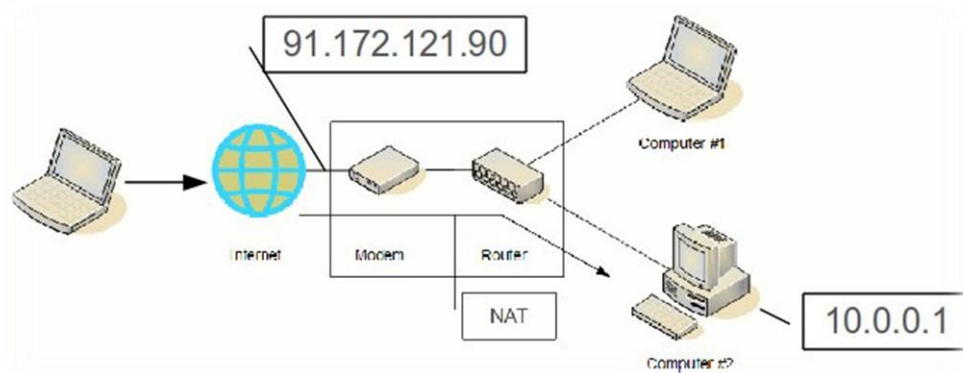 91.172.121.90
Computer #1
Internet
Modem
Router
NAT
10.0.0.1
Computer #2